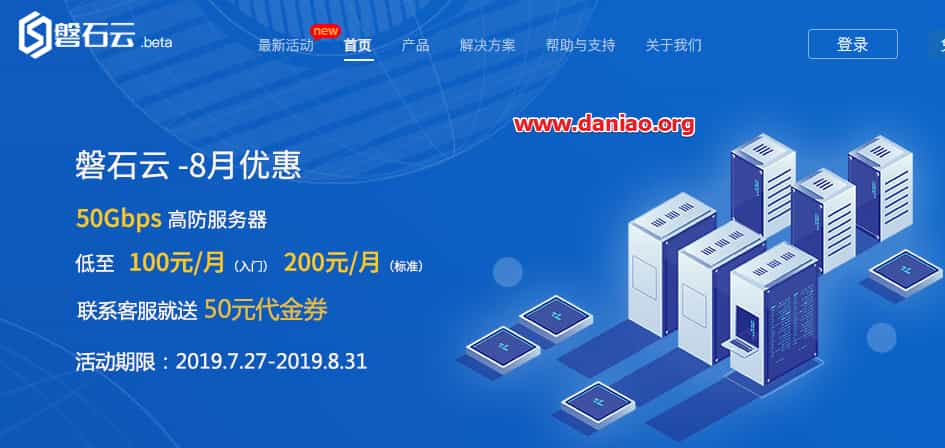 磐石云 .beta
最新活动 new 首页 产品 解决方案 帮助与支持 关于我们 登录
www.daniao.org
磐石云 -8月优惠
50Gbps 高防服务器
低至 100元/月 (入门) 200元/月 (标准)
联系客服就送 50元代金券
活动期限：2019.7.27-2019.8.31